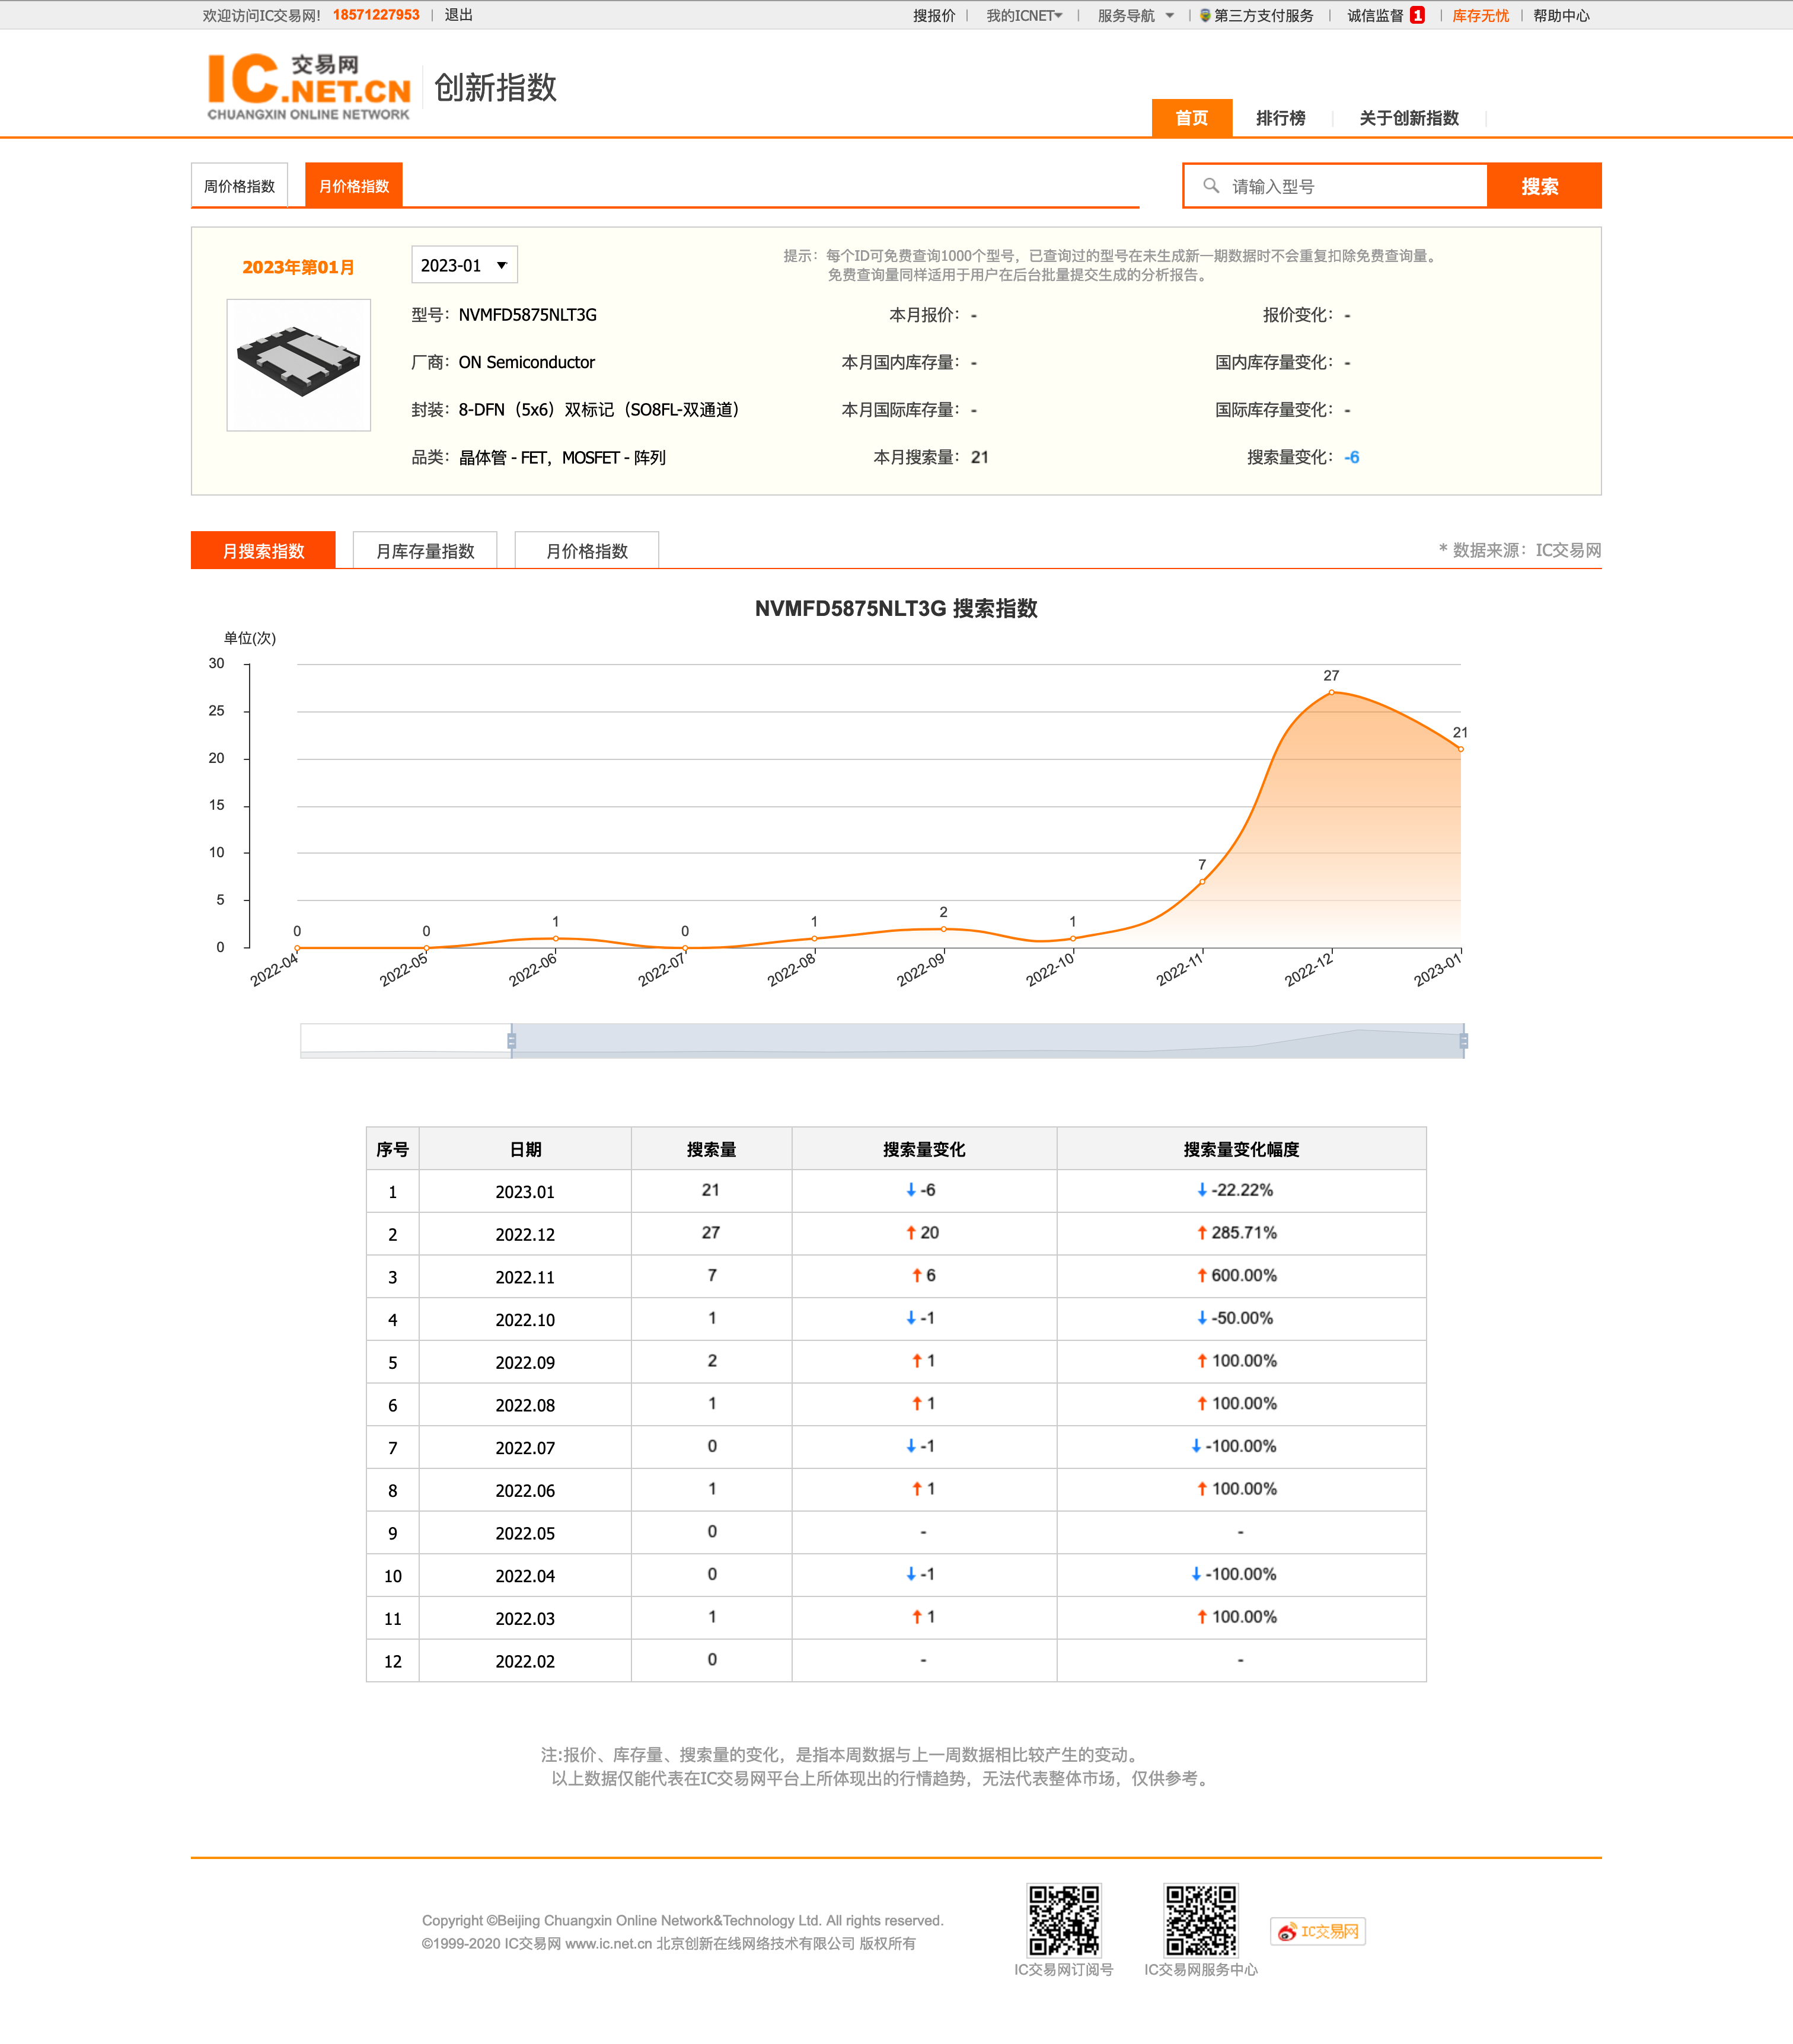 欢迎访问IC交易网! 18571227953 | 退出
搜报价 | 我的ICNET | 服务导航 | 第三方支付服务 | 诚信监督 1 | 库存无忧 | 帮助中心
IC.NET.CN 交易网
CHUANGXIN ONLINE NETWORK
创新指数
首页 排行榜 关于创新指数
周价格指数 月价格指数 请输入型号 搜索
2023年第01月 2023-01
提示：每个ID可免费查询1000个型号，已查询过的型号在未生成新一期数据时不会重复扣除免费查询量。
免费查询量同样适用于用户在后台批量提交生成的分析报告。
型号：NVMFD5875NLT3G 本月报价：- 报价变化：-
厂商：ON Semiconductor 本月国内库存量：- 国内库存量变化：-
封装：8-DFN（5x6）双标记（SO8FL-双通道） 本月国际库存量：- 国际库存量变化：-
品类：晶体管 - FET，MOSFET - 阵列 本月搜索量：21 搜索量变化：-6
月搜索指数 月库存量指数 月价格指数 * 数据来源：IC交易网
NVMFD5875NLT3G 搜索指数
单位(次)
30
25
20
15
10
5
0
0 0 1 0 1 2 1 7 27 21
2022-04 2022-05 2022-06 2022-07 2022-08 2022-09 2022-10 2022-11 2022-12 2023-01
序号 日期 搜索量 搜索量变化 搜索量变化幅度
1 2023.01 21 ↓ -6 ↓ -22.22%
2 2022.12 27 ↑ 20 ↑ 285.71%
3 2022.11 7 ↑ 6 ↑ 600.00%
4 2022.10 1 ↓ -1 ↓ -50.00%
5 2022.09 2 ↑ 1 ↑ 100.00%
6 2022.08 1 ↑ 1 ↑ 100.00%
7 2022.07 0 ↓ -1 ↓ -100.00%
8 2022.06 1 ↑ 1 ↑ 100.00%
9 2022.05 0 - -
10 2022.04 0 ↓ -1 ↓ -100.00%
11 2022.03 1 ↑ 1 ↑ 100.00%
12 2022.02 0 - -
注:报价、库存量、搜索量的变化，是指本周数据与上一周数据相比较产生的变动。
以上数据仅能代表在IC交易网平台上所体现出的行情趋势，无法代表整体市场，仅供参考。
Copyright ©Beijing Chuangxin Online Network&Technology Ltd. All rights reserved.
©1999-2020 IC交易网 www.ic.net.cn 北京创新在线网络技术有限公司 版权所有
IC交易网订阅号 IC交易网服务中心 IC交易网